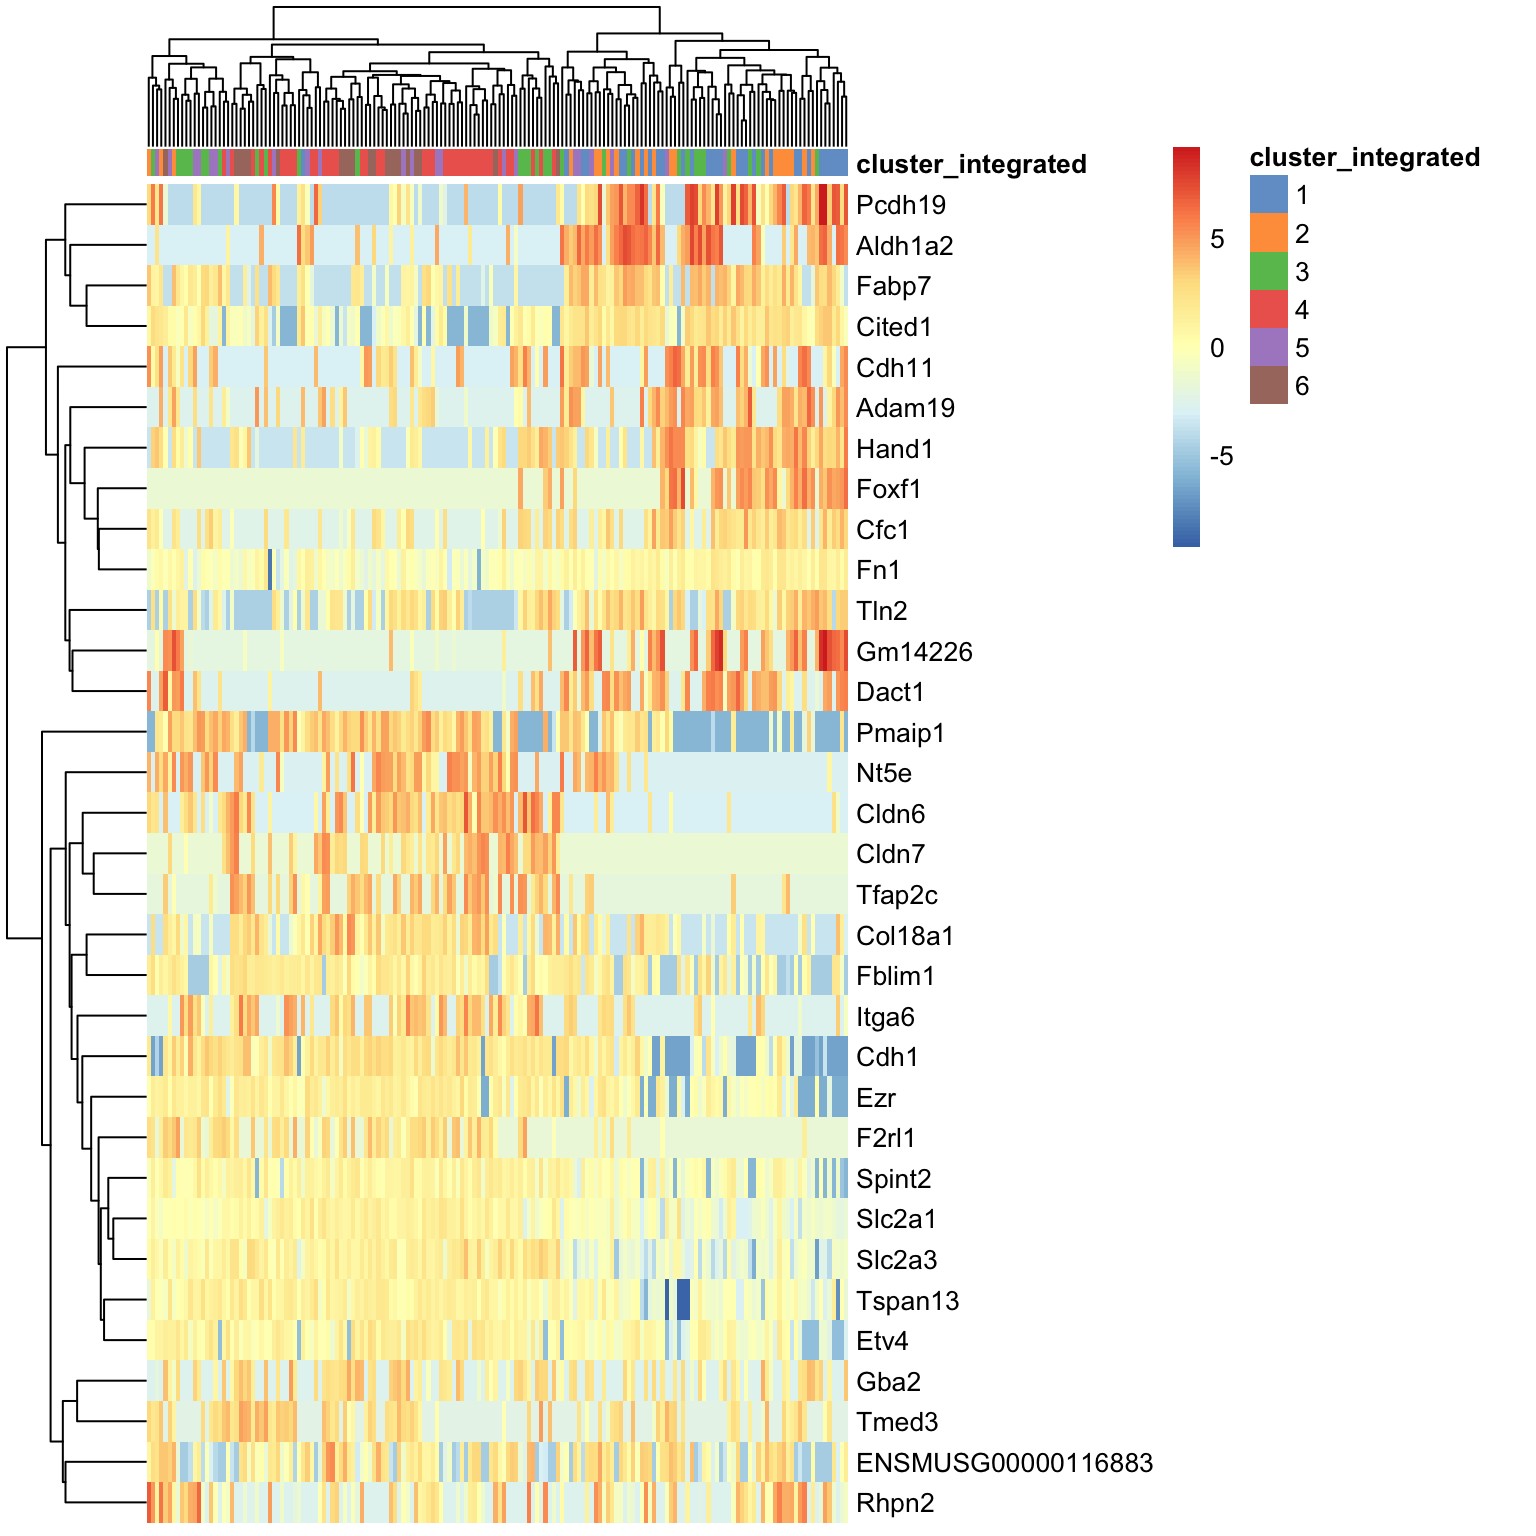 cluster_integrated
Pcdh19
Aldh1a2
Fabp7
Cited1
Cdh11
Adam19
Hand1
Foxf1
Cfc1
Fn1
Tln2
Gm14226
Dact1
Pmaip1
Nt5e
Cldn6
Cldn7
Tfap2c
Col18a1
Fblim1
Itga6
Cdh1
Ezr
F2rl1
Spint2
Slc2a1
Slc2a3
Tspan13
Etv4
Gba2
Tmed3
ENSMUSG00000116883
Rhpn2
5
0
-5
cluster_integrated
1
2
3
4
5
6